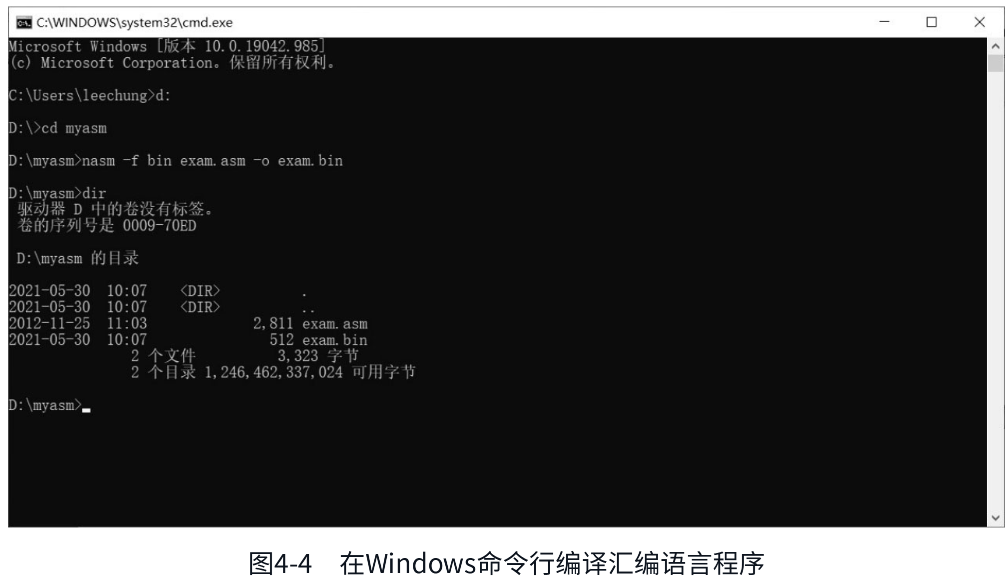 C:\WINDOWS\system32\cmd.exe
Microsoft Windows [版本 10.0.19042.985]
(c) Microsoft Corporation。保留所有权利。
C:\Users\leechung>d:
D:\>cd myasm
D:\myasm>nasm -f bin exam.asm -o exam.bin
D:\myasm>dir
驱动器 D 中的卷没有标签。
卷的序列号是 0009-70ED
D:\myasm 的目录
2021-05-30  10:07    <DIR>          .
2021-05-30  10:07    <DIR>          ..
2012-11-25  11:03             2,811 exam.asm
2021-05-30  10:07               512 exam.bin
2 个文件          3,323 字节
2 个目录 1,246,462,337,024 可用字节
D:\myasm>
图4-4 在Windows命令行编译汇编语言程序